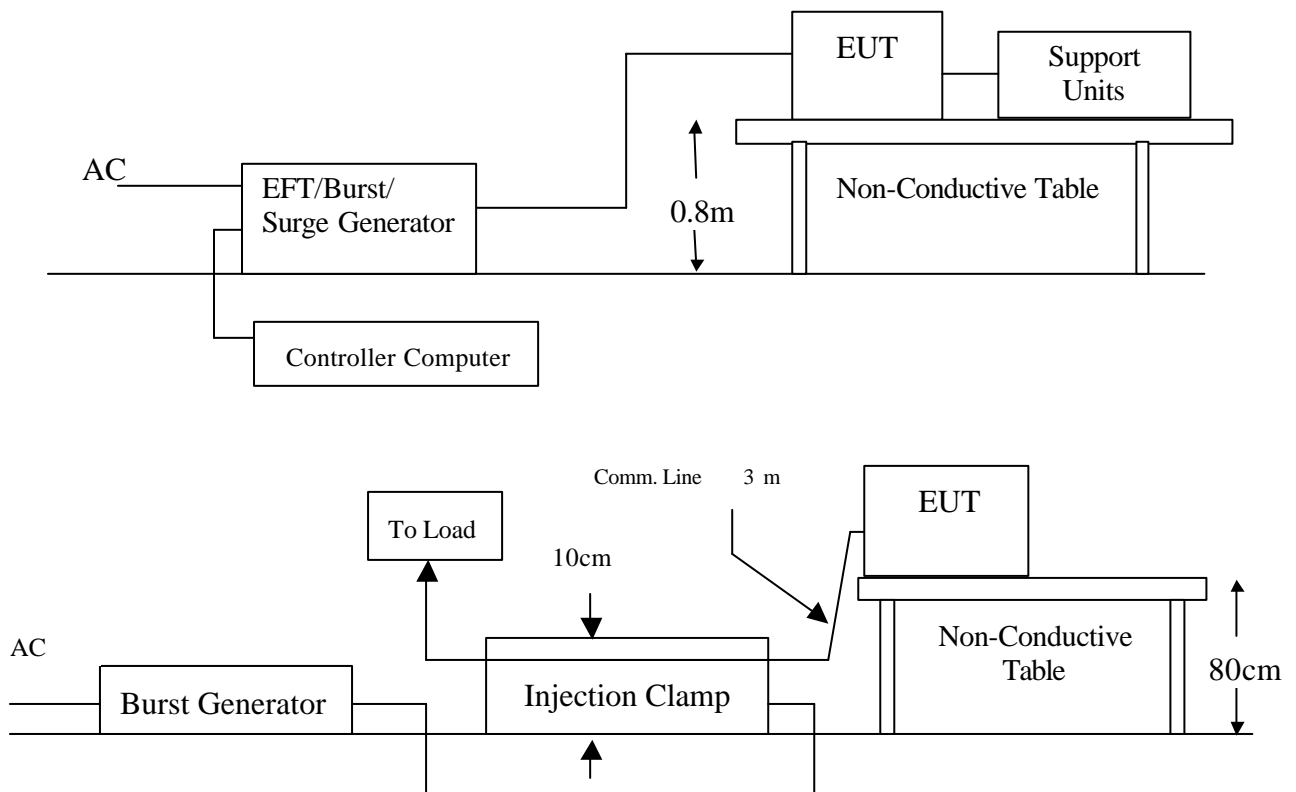 EUT
Support
Units
AC
EFT/Burst/
Surge Generator
0.8m
Non-Conductive Table
Controller Computer
Comm. Line 3 m
EUT
To Load
10cm
AC
Burst Generator
Injection Clamp
Non-Conductive
Table
80cm